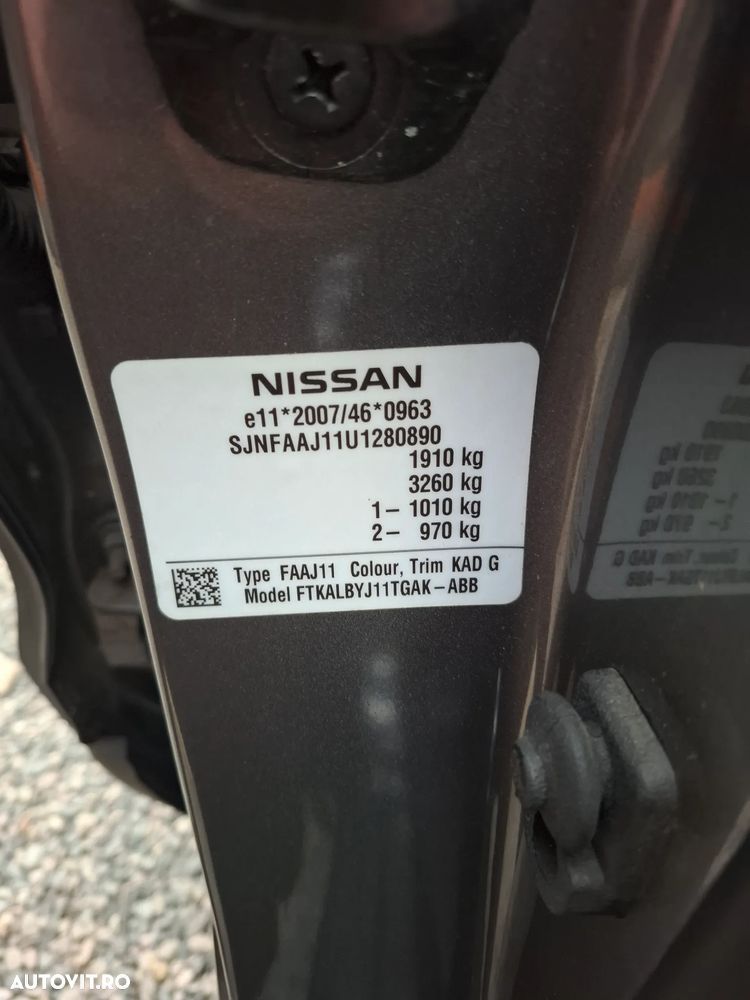 NISSAN
e11*2007/46*0963
SJNFAAJ11U1280890
1910 kg
3260 kg
1– 1010 kg
2– 970 kg
Type FAAJ11 Colour, Trim KAD G
Model FTKALBYJ11TGAK–ABB
AUTOVIT.RO